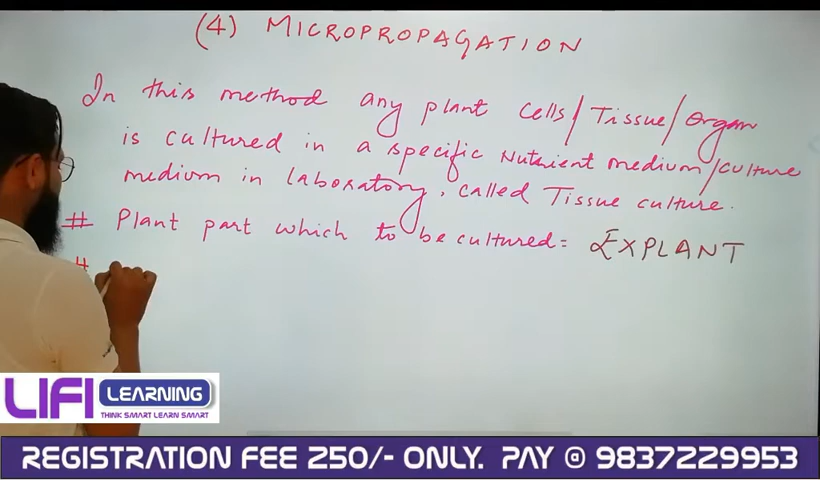 (4) MICROPROPAGATION
In this method any plant cells/Tissue/Organ
is cultured in a specific Nutrient medium/culture
medium in laboratory, called Tissue culture.
# Plant part which to be cultured = EXPLANT
#
LIFI LEARNING
THINK SMART LEARN SMART
REGISTRATION FEE 250/- ONLY. PAY @ 9837229953